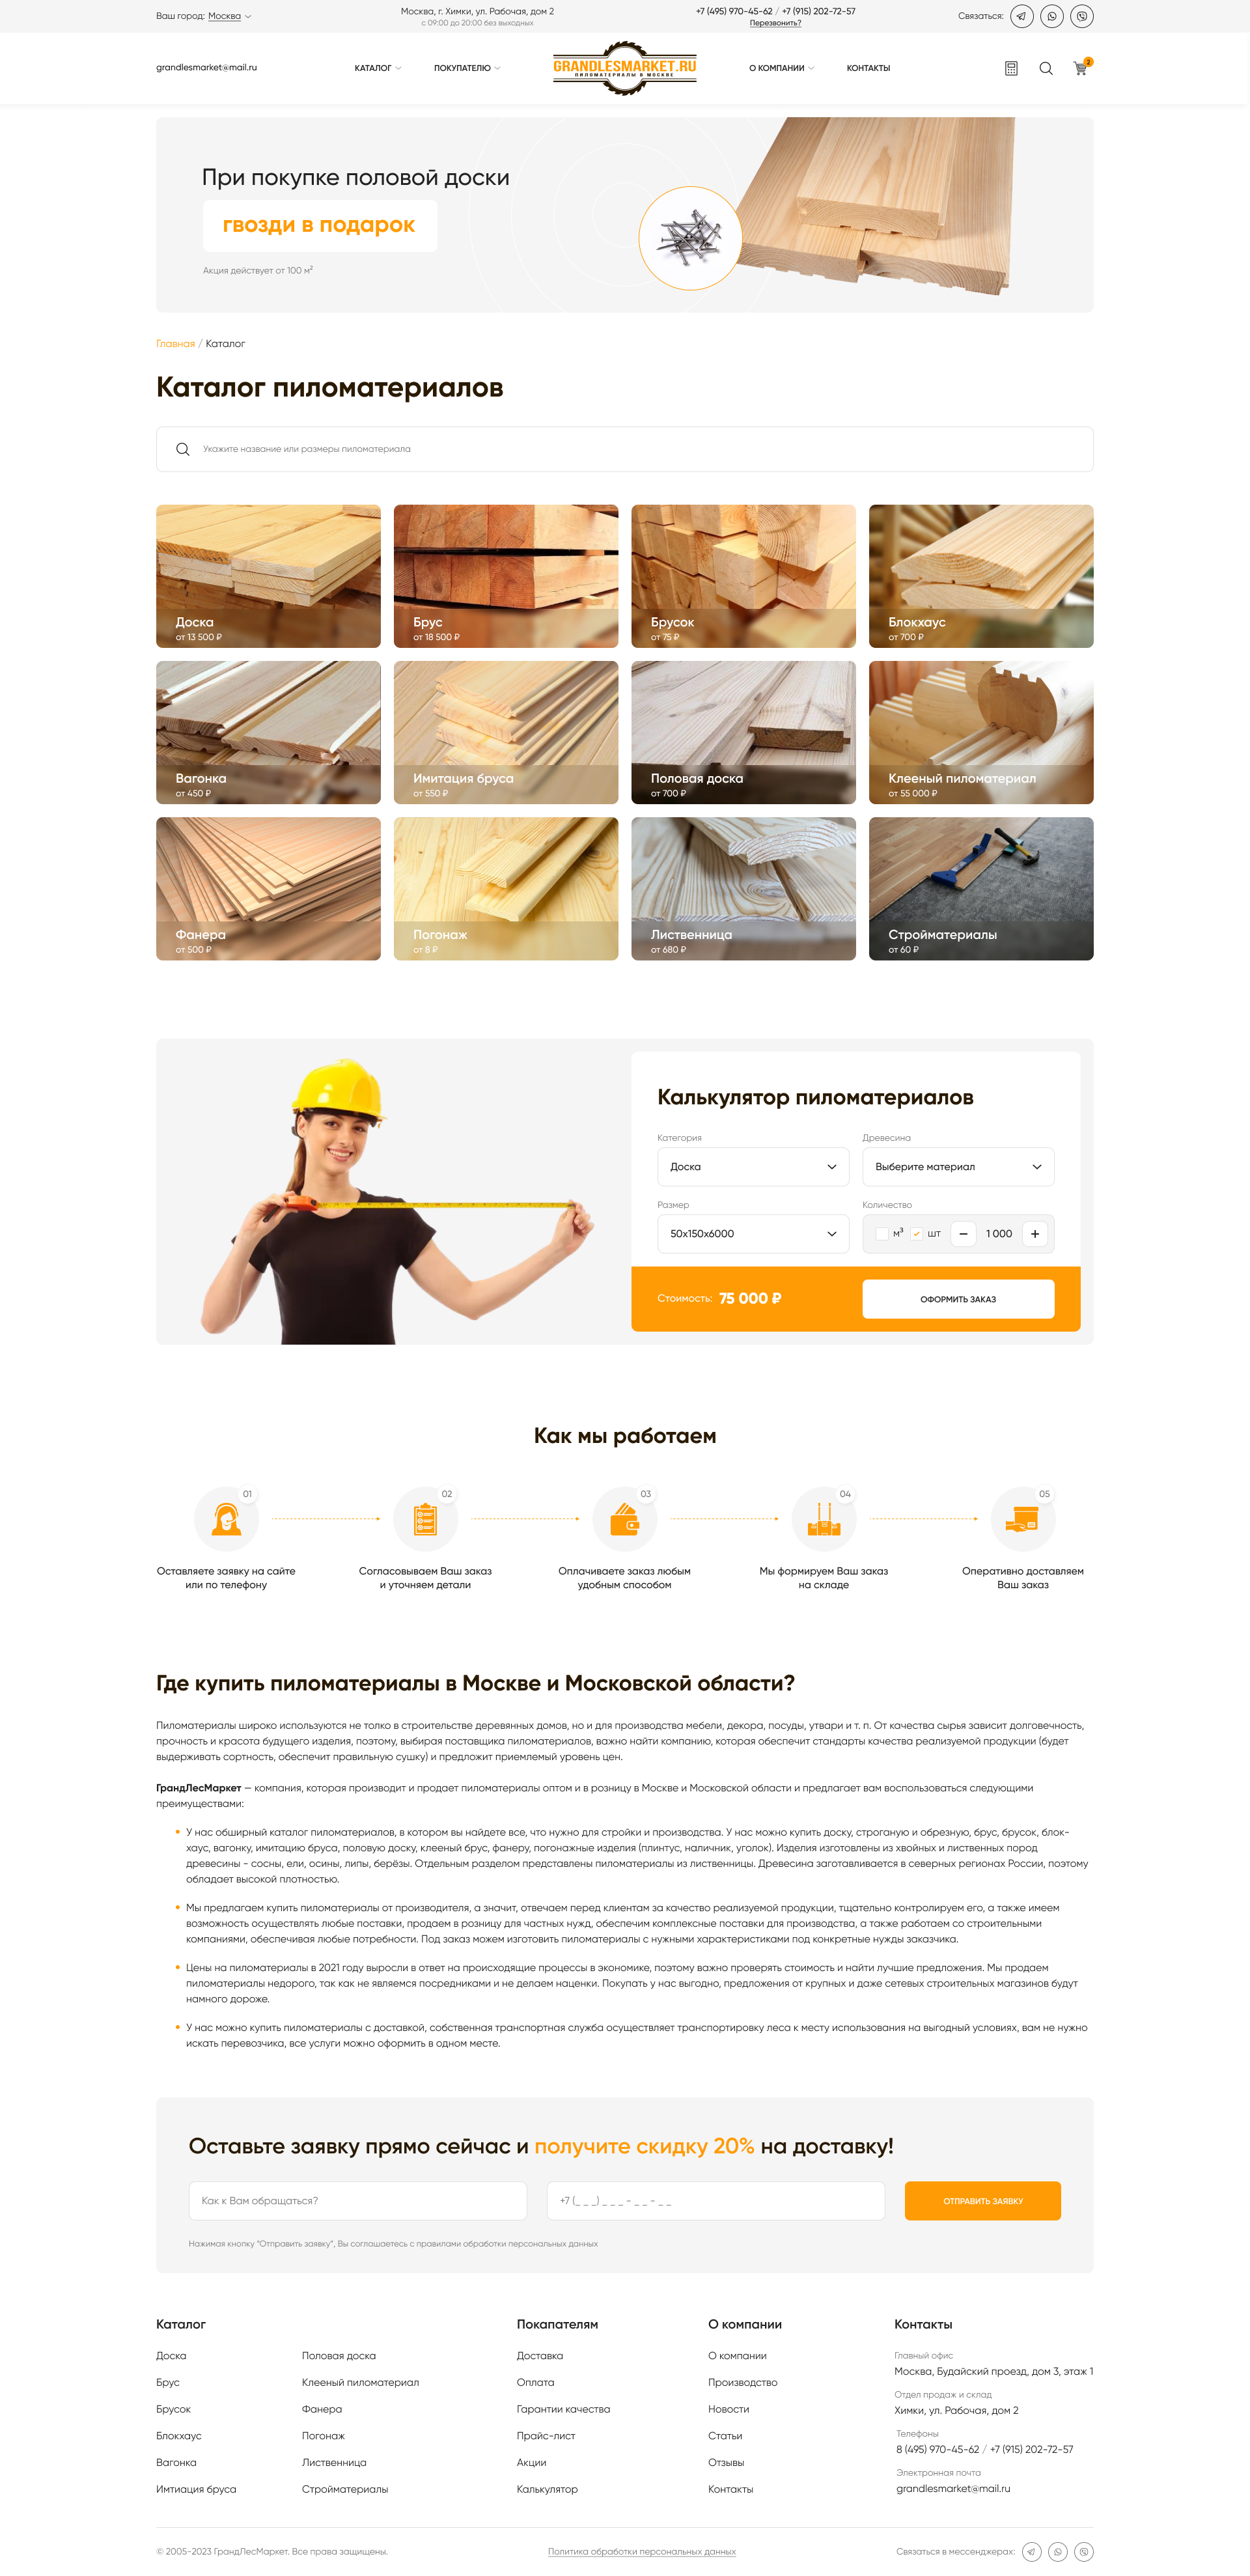 Ваш город: Москва
Москва, г. Химки, ул. Рабочая, дом 2
с 09:00 до 20:00 без выходных
+7 (495) 970-45-62 / +7 (915) 202-72-57
Перезвонить?
Связаться:
grandlesmarket@mail.ru
КАТАЛОГ
ПОКУПАТЕЛЮ
GRANDLESMARKET.RU
ПИЛОМАТЕРИАЛЫ В МОСКВЕ
О КОМПАНИИ
КОНТАКТЫ
2
При покупке половой доски
гвозди в подарок
Акция действует от 100 м²
Главная / Каталог
Каталог пиломатериалов
Укажите название или размеры пиломатериала
Доска
от 13 500 ₽
Брус
от 18 500 ₽
Брусок
от 75 ₽
Блокхаус
от 700 ₽
Вагонка
от 450 ₽
Имитация бруса
от 550 ₽
Половая доска
от 700 ₽
Клееный пиломатериал
от 55 000 ₽
Фанера
от 500 ₽
Погонаж
от 8 ₽
Лиственница
от 680 ₽
Стройматериалы
от 60 ₽
Калькулятор пиломатериалов
Категория
Древесина
Доска
Выберите материал
Размер
Количество
50х150х6000
м³ шт 1 000
Стоимость: 75 000 ₽
ОФОРМИТЬ ЗАКАЗ
Как мы работаем
01
02
03
04
05
Оставляете заявку на сайте
или по телефону
Согласовываем Ваш заказ
и уточняем детали
Оплачиваете заказ любым
удобным способом
Мы формируем Ваш заказ
на складе
Оперативно доставляем
Ваш заказ
Где купить пиломатериалы в Москве и Московской области?
Пиломатериалы широко используются не толко в строительстве деревянных домов, но и для производства мебели, декора, посуды, утвари и т. п. От качества сырья зависит долговечность,
прочность и красота будущего изделия, поэтому, выбирая поставщика пиломатериалов, важно найти компанию, которая обеспечит стандарты качества реализуемой продукции (будет
выдерживать сортность, обеспечит правильную сушку) и предложит приемлемый уровень цен.
ГрандЛесМаркет — компания, которая производит и продает пиломатериалы оптом и в розницу в Москве и Московской области и предлагает вам воспользоваться следующими
преимуществами:
У нас обширный каталог пиломатериалов, в котором вы найдете все, что нужно для стройки и производства. У нас можно купить доску, строганую и обрезную, брус, брусок, блок-
хаус, вагонку, имитацию бруса, половую доску, клееный брус, фанеру, погонажные изделия (плинтус, наличник, уголок). Изделия изготовлены из хвойных и лиственных пород
древесины - сосны, ели, осины, липы, берёзы. Отдельным разделом представлены пиломатериалы из лиственницы. Древесина заготавливается в северных регионах России, поэтому
обладает высокой плотностью.
Мы предлагаем купить пиломатериалы от производителя, а значит, отвечаем перед клиентам за качество реализуемой продукции, тщательно контролируем его, а также имеем
возможность осуществлять любые поставки, продаем в розницу для частных нужд, обеспечим комплексные поставки для производства, а также работаем со строительными
компаниями, обеспечивая любые потребности. Под заказ можем изготовить пиломатериалы с нужными характеристиками под конкретные нужды заказчика.
Цены на пиломатериалы в 2021 году выросли в ответ на происходящие процессы в экономике, поэтому важно проверять стоимость и найти лучшие предложения. Мы продаем
пиломатериалы недорого, так как не являемся посредниками и не делаем наценки. Покупать у нас выгодно, предложения от крупных и даже сетевых строительных магазинов будут
намного дороже.
У нас можно купить пиломатериалы с доставкой, собственная транспортная служба осуществляет транспортировку леса к месту использования на выгодный условиях, вам не нужно
искать перевозчика, все услуги можно оформить в одном месте.
Оставьте заявку прямо сейчас и получите скидку 20% на доставку!
Как к Вам обращаться?
+7 (_ _ _) _ _ _ - _ _ - _ _
ОТПРАВИТЬ ЗАЯВКУ
Нажимая кнопку "Отправить заявку", Вы соглашаетесь с правилами обработки персональных данных
Каталог
Доска
Брус
Брусок
Блокхаус
Вагонка
Имтиация бруса
Половая доска
Клееный пиломатериал
Фанера
Погонаж
Лиственница
Стройматериалы
Покапателям
Доставка
Оплата
Гарантии качества
Прайс-лист
Акции
Калькулятор
О компании
О компании
Производство
Новости
Статьи
Отзывы
Контакты
Контакты
Главный офис
Москва, Будайский проезд, дом 3, этаж 1
Отдел продаж и склад
Химки, ул. Рабочая, дом 2
Телефоны
8 (495) 970-45-62 / +7 (915) 202-72-57
Электронная почта
grandlesmarket@mail.ru
© 2005-2023 ГрандЛесМаркет. Все права защищены.
Политика обработки персональных данных
Связаться в мессенджерах: